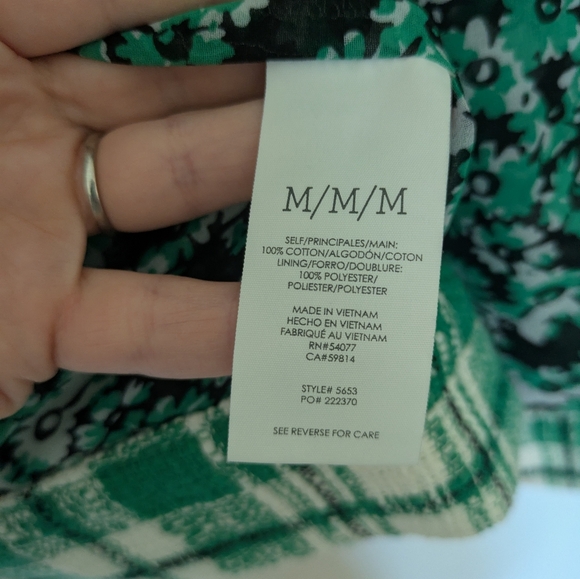 M/M/M
SELF/PRINCIPALES/MAIN:
100% COTTON/ALGODÓN/COTON
LINING/FORRO/DOUBLURE:
100% POLYESTER/
POLIESTER/POLYESTER
MADE IN VIETNAM
HECHO EN VIETNAM
FABRIQUÉ AU VIETNAM
RN#54077
CA#59814
STYLE# 5653
PO# 222370
SEE REVERSE FOR CARE